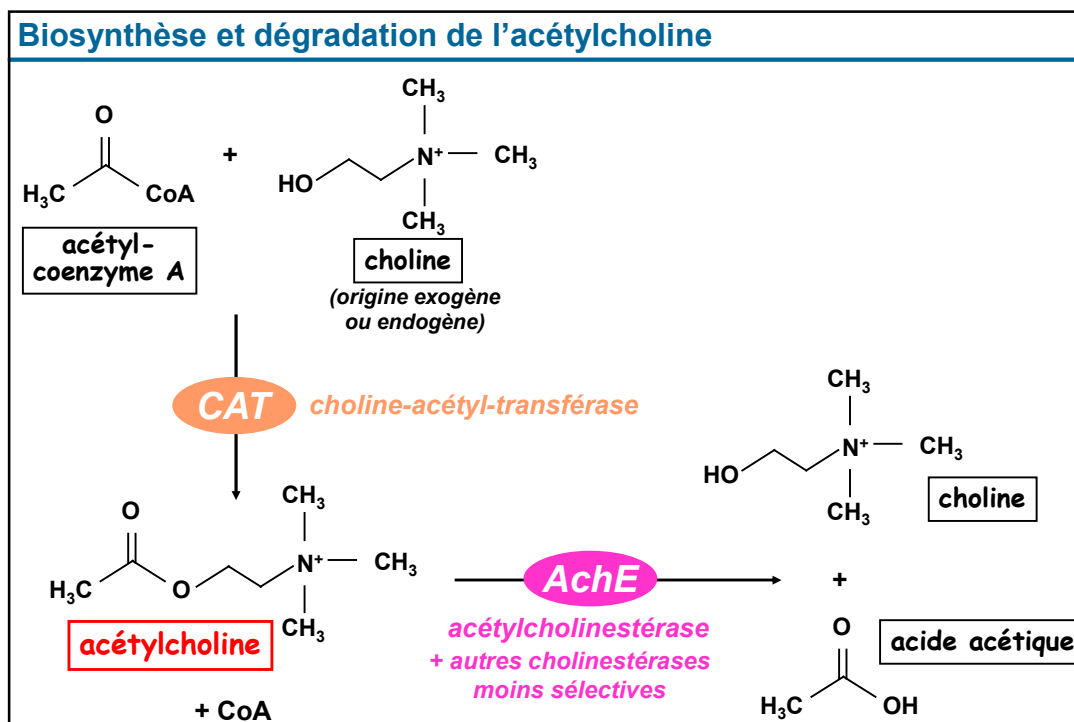 Biosynthèse et dégradation de l'acétylcholine
O
H₃C
CoA
acétyl-
coenzyme A
+
CH₃
HO
N⁺
CH₃
CH₃
choline
(origine exogène
ou endogène)
CAT
choline-acétyl-transférase
O
H₃C
O
CH₃
N⁺
CH₃
CH₃
acétylcholine
+ CoA
AchE
acétylcholinestérase
+ autres cholinestérases
moins sélectives
CH₃
HO
N⁺
CH₃
CH₃
choline
+
O
H₃C
OH
acide acétique